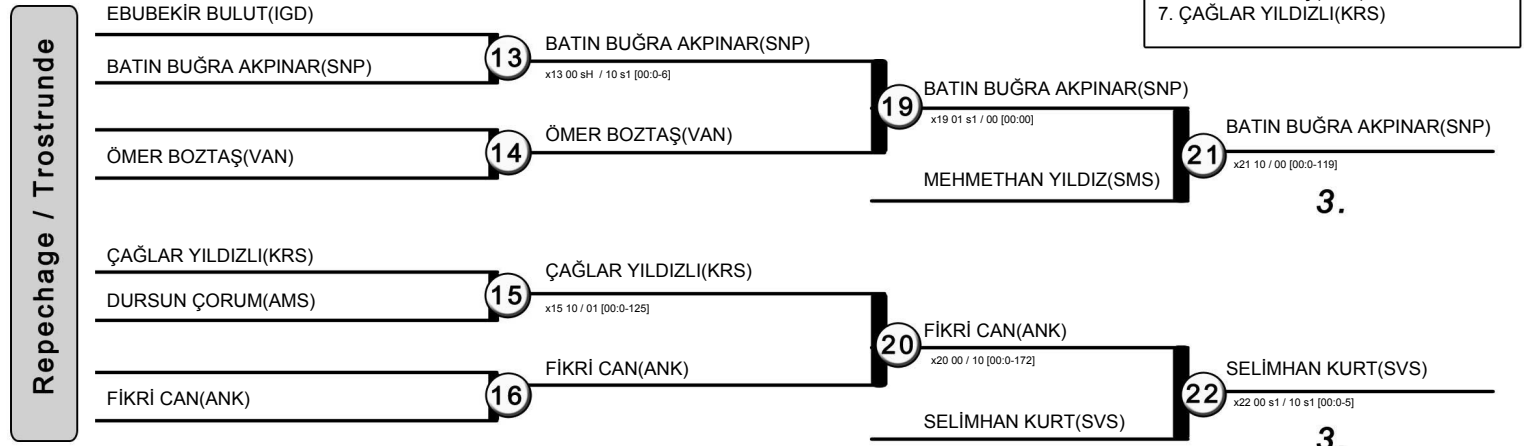 Repechage / Trostrunde
7. ÇAĞLAR YILDIZLI(KRS)
EBUBEKİR BULUT(IGD)
BATIN BUĞRA AKPINAR(SNP)
13
BATIN BUĞRA AKPINAR(SNP)
x13 00 sH / 10 s1 [00:0-6]
ÖMER BOZTAŞ(VAN)
14
ÖMER BOZTAŞ(VAN)
19
BATIN BUĞRA AKPINAR(SNP)
x19 01 s1 / 00 [00:00]
MEHMETHAN YILDIZ(SMS)
21
BATIN BUĞRA AKPINAR(SNP)
x21 10 / 00 [00:0-119]
3.
ÇAĞLAR YILDIZLI(KRS)
DURSUN ÇORUM(AMS)
15
ÇAĞLAR YILDIZLI(KRS)
x15 10 / 01 [00:0-125]
FİKRİ CAN(ANK)
16
FİKRİ CAN(ANK)
20
FİKRİ CAN(ANK)
x20 00 / 10 [00:0-172]
SELİMHAN KURT(SVS)
22
SELİMHAN KURT(SVS)
x22 00 s1 / 10 s1 [00:0-5]
3